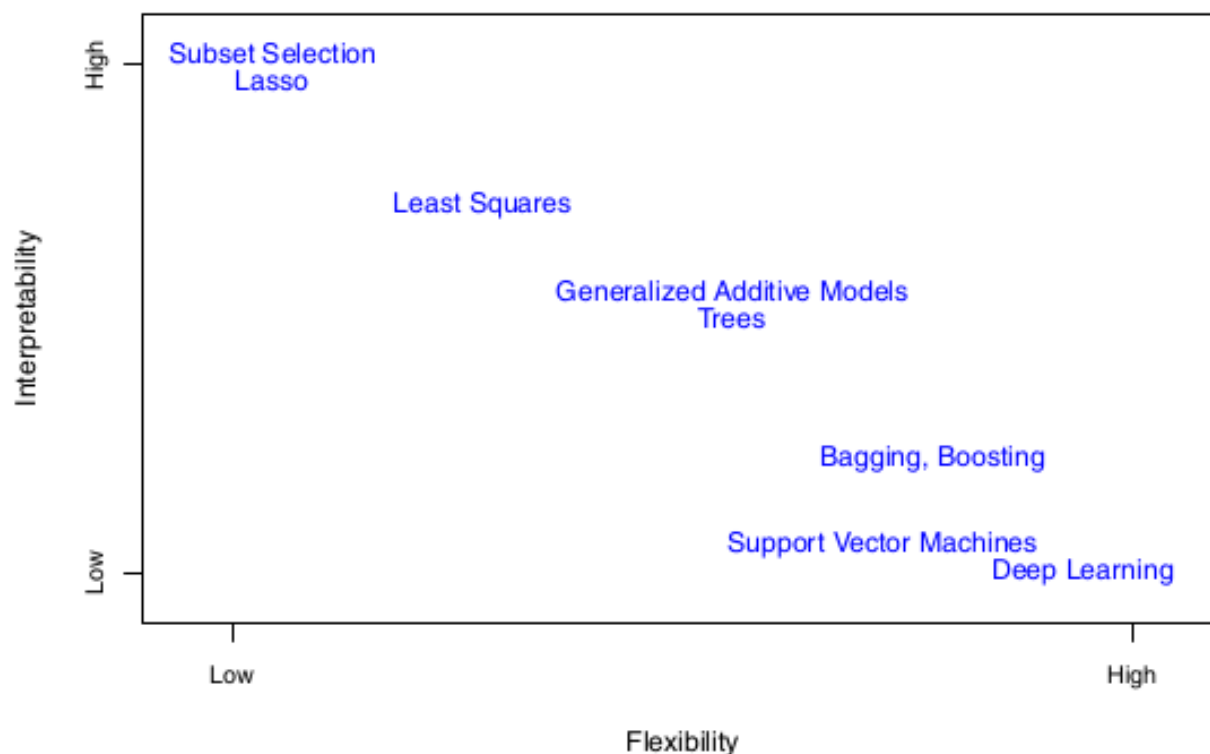 High
Subset Selection
Lasso
Least Squares
Interpretability
Generalized Additive Models
Trees
Bagging, Boosting
Support Vector Machines
Low
Deep Learning
Low
High
Flexibility